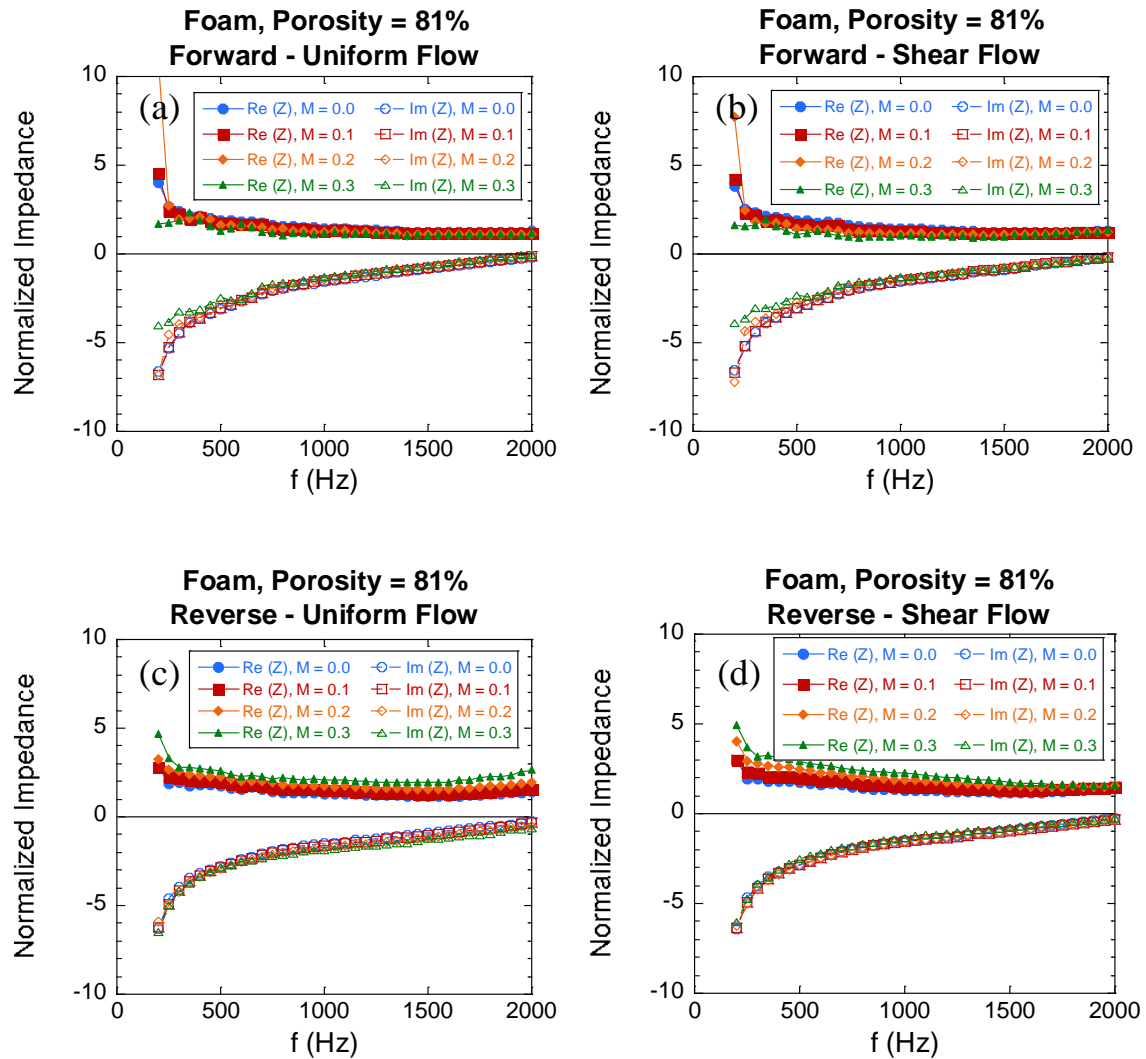 Foam, Porosity = 81%
Forward - Uniform Flow
(a)
Re (Z), M = 0.0 Im (Z), M = 0.0
Re (Z), M = 0.1 Im (Z), M = 0.1
Re (Z), M = 0.2 Im (Z), M = 0.2
Re (Z), M = 0.3 Im (Z), M = 0.3
Normalized Impedance
10
5
0
-5
-10
0 500 1000 1500 2000
f (Hz)
Foam, Porosity = 81%
Forward - Shear Flow
(b)
Re (Z), M = 0.0 Im (Z), M = 0.0
Re (Z), M = 0.1 Im (Z), M = 0.1
Re (Z), M = 0.2 Im (Z), M = 0.2
Re (Z), M = 0.3 Im (Z), M = 0.3
Normalized Impedance
10
5
0
-5
-10
0 500 1000 1500 2000
f (Hz)
Foam, Porosity = 81%
Reverse - Uniform Flow
(c)
Re (Z), M = 0.0 Im (Z), M = 0.0
Re (Z), M = 0.1 Im (Z), M = 0.1
Re (Z), M = 0.2 Im (Z), M = 0.2
Re (Z), M = 0.3 Im (Z), M = 0.3
Normalized Impedance
10
5
0
-5
-10
0 500 1000 1500 2000
f (Hz)
Foam, Porosity = 81%
Reverse - Shear Flow
(d)
Re (Z), M = 0.0 Im (Z), M = 0.0
Re (Z), M = 0.1 Im (Z), M = 0.1
Re (Z), M = 0.2 Im (Z), M = 0.2
Re (Z), M = 0.3 Im (Z), M = 0.3
Normalized Impedance
10
5
0
-5
-10
0 500 1000 1500 2000
f (Hz)